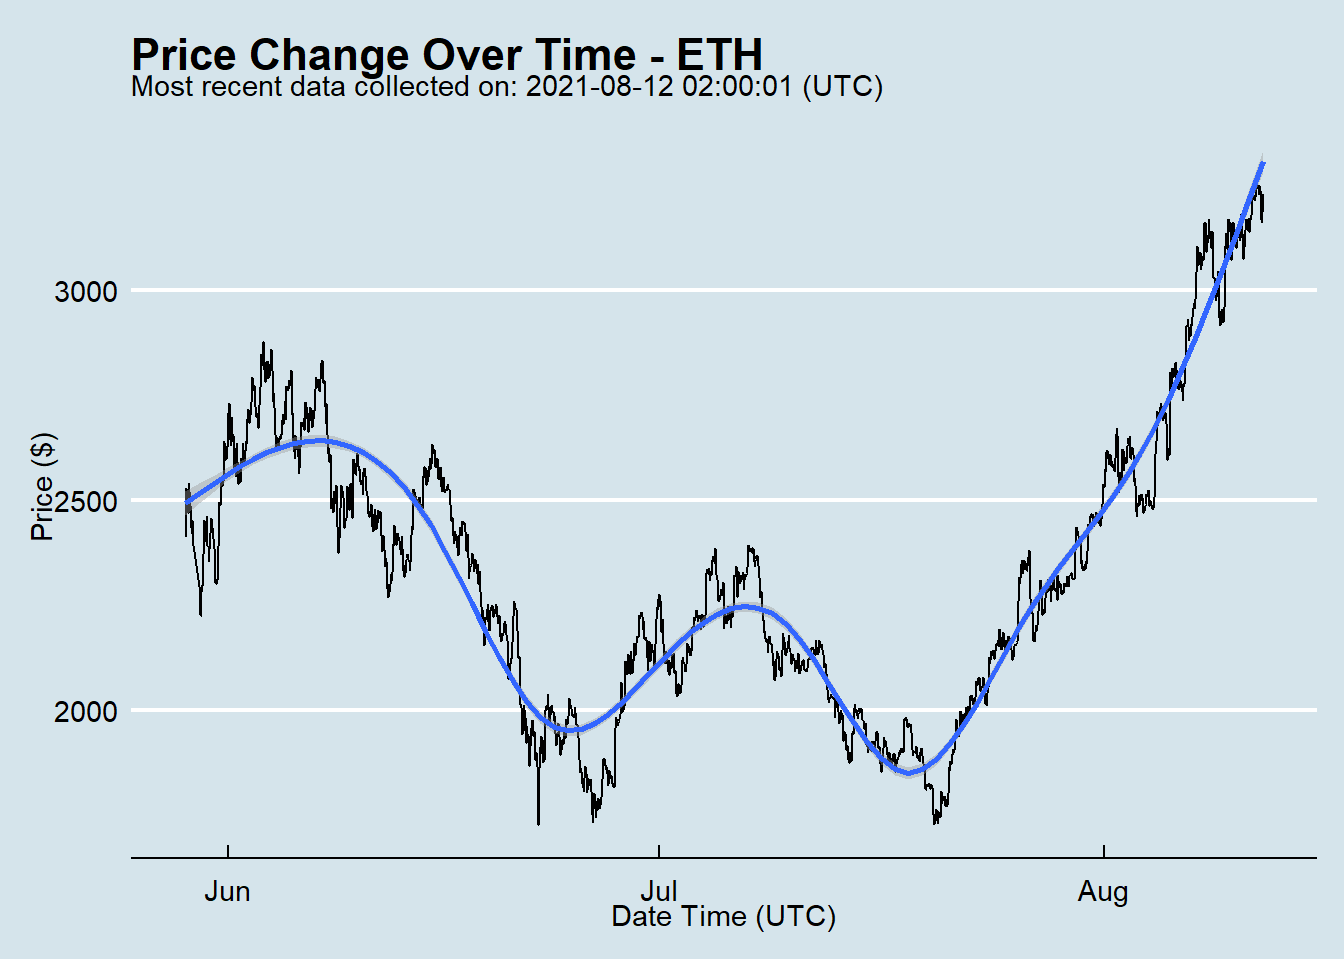 Price Change Over Time - ETH
Most recent data collected on: 2021-08-12 02:00:01 (UTC)
Price ($)
3000
2500
2000
Jun Jul Aug
Date Time (UTC)